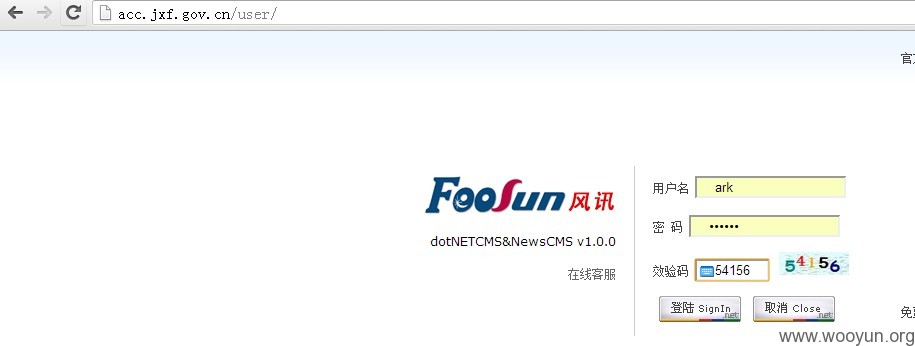 acc.jxf.gov.cn/user/
官方
FooSun 风讯
dotNETCMS&NewsCMS v1.0.0
在线客服
用户名 ark
密 码 ••••••
效验码 54156 54156
登陆 SignIn .net 取消 Close .net
免
www.wooyun.org